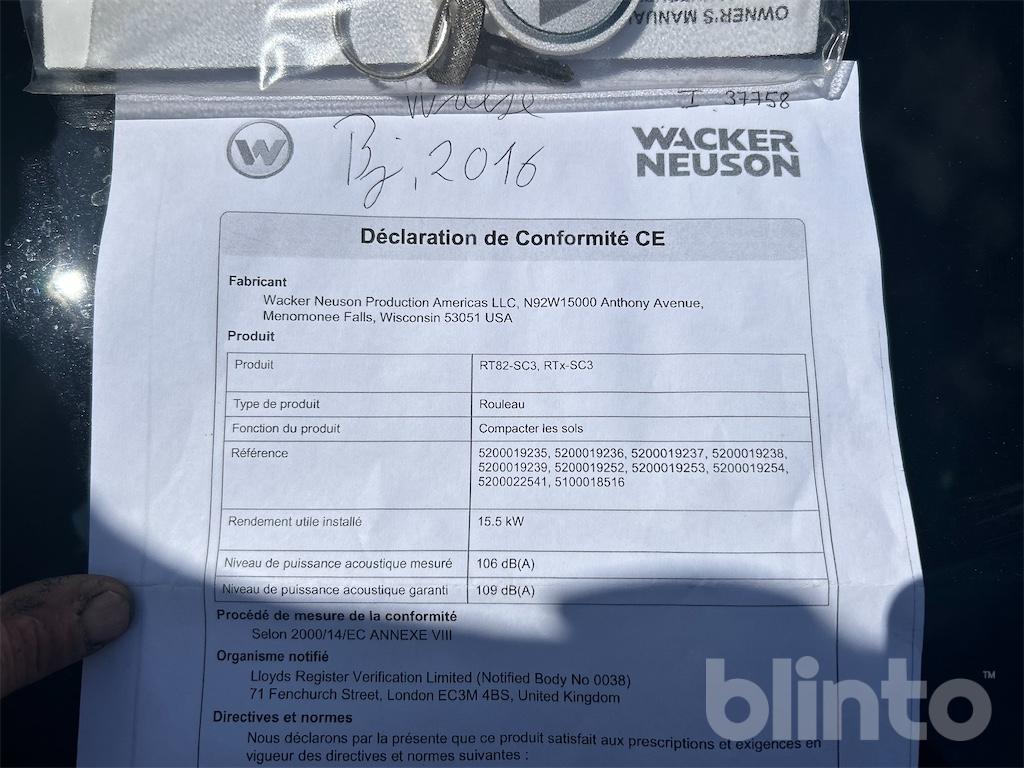 OWNER'S MANUAL
Walze
I 37758
W
Bj, 2016
WACKER
NEUSON
Déclaration de Conformité CE
Fabricant
Wacker Neuson Production Americas LLC, N92W15000 Anthony Avenue,
Menomonee Falls, Wisconsin 53051 USA
Produit
Produit RT82-SC3, RTx-SC3
Type de produit Rouleau
Fonction du produit Compacter les sols
Référence 5200019235, 5200019236, 5200019237, 5200019238,
5200019239, 5200019252, 5200019253, 5200019254,
5200022541, 5100018516
Rendement utile installé 15.5 kW
Niveau de puissance acoustique mesuré 106 dB(A)
Niveau de puissance acoustique garanti 109 dB(A)
Procédé de mesure de la conformité
Selon 2000/14/EC ANNEXE VIII
Organisme notifié
Lloyds Register Verification Limited (Notified Body No 0038)
71 Fenchurch Street, London EC3M 4BS, United Kingdom
Directives et normes
Nous déclarons par la présente que ce produit satisfait aux prescriptions et exigences en
vigueur des directives et normes suivantes :
blinto™